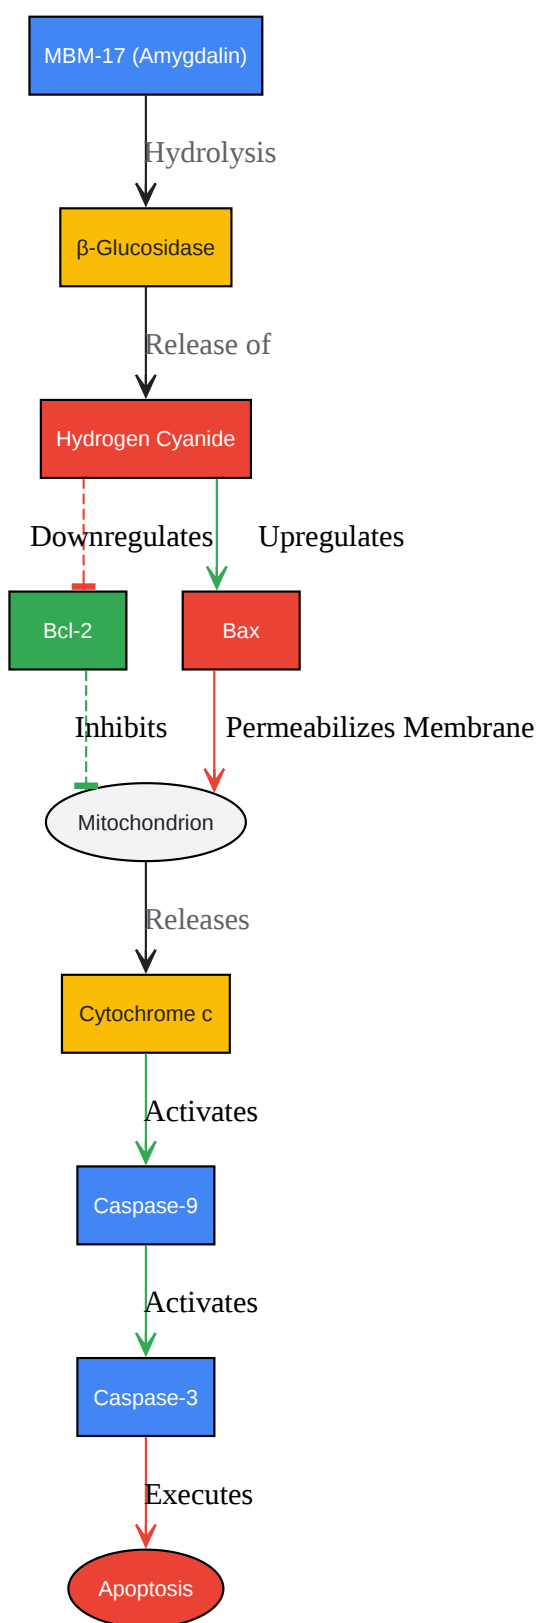 MBM-17 (Amygdalin)
Hydrolysis
β-Glucosidase
Release of
Hydrogen Cyanide
Downregulates
Upregulates
Bcl-2
Bax
Inhibits
Permeabilizes Membrane
Mitochondrion
Releases
Cytochrome c
Activates
Caspase-9
Activates
Caspase-3
Executes
Apoptosis